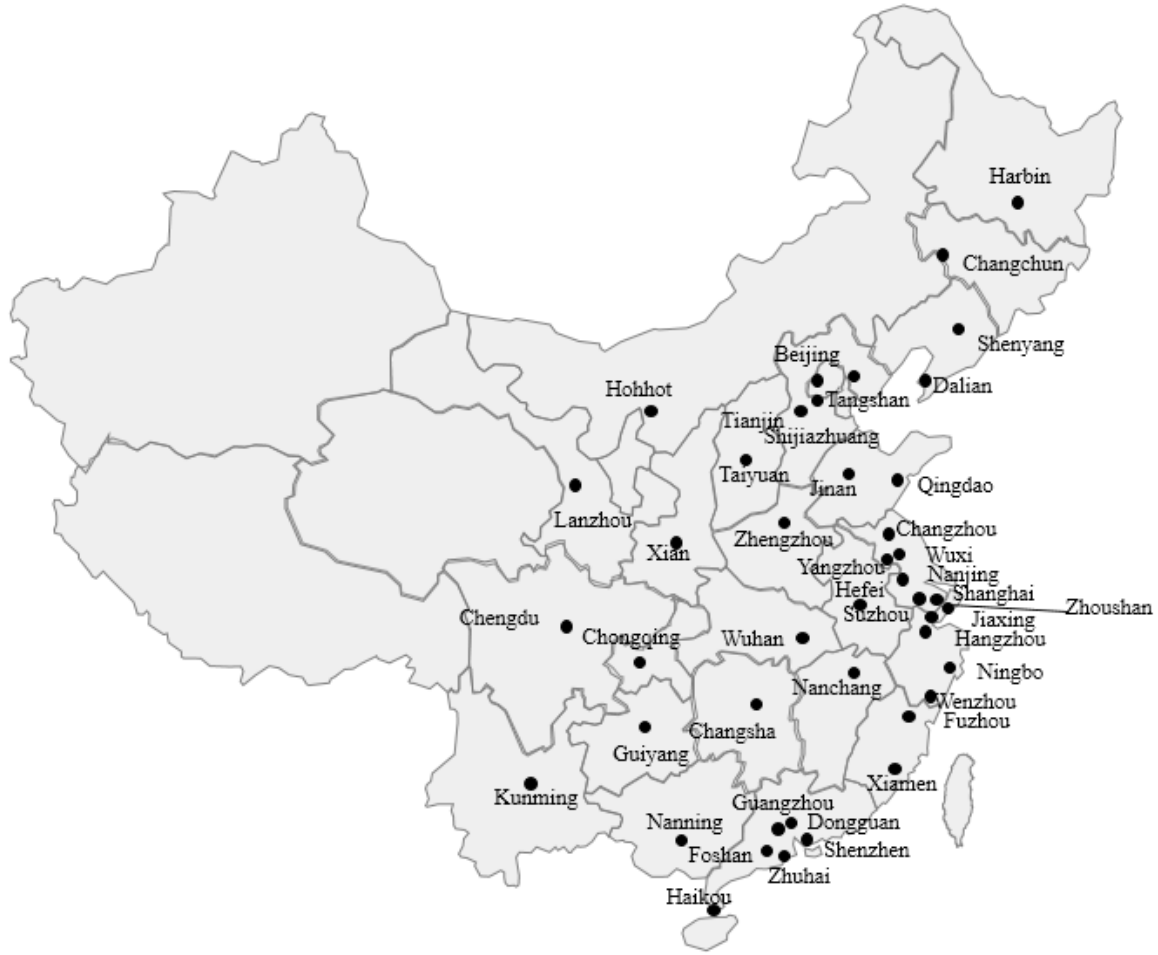 Harbin
Changchun
Shenyang
Beijing
Dalian
Hohhot
Tangshan
Tianjin
Shijiazhuang
Taiyuan
Jinan
Qingdao
Lanzhou
Changzhou
Zhengzhou
Xian
Wuxi
Yangzhou
Nanjing
Hefei
Shanghai
Zhoushan
Suzhou
Jiaxing
Chengdu
Chongqing
Wuhan
Hangzhou
Ningbo
Nanchang
Wenzhou
Fuzhou
Changsha
Guiyang
Xiamen
Kunming
Guangzhou
Nanning
Dongguan
Foshan
Shenzhen
Zhuhai
Haikou